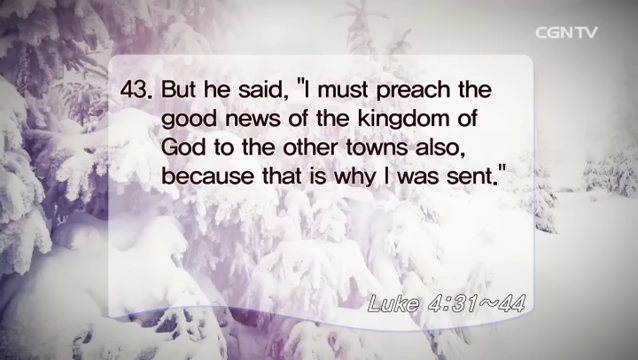 CGNTV
43. But he said, "I must preach the
good news of the kingdom of
God to the other towns also,
because that is why I was sent."
Luke 4:31~44